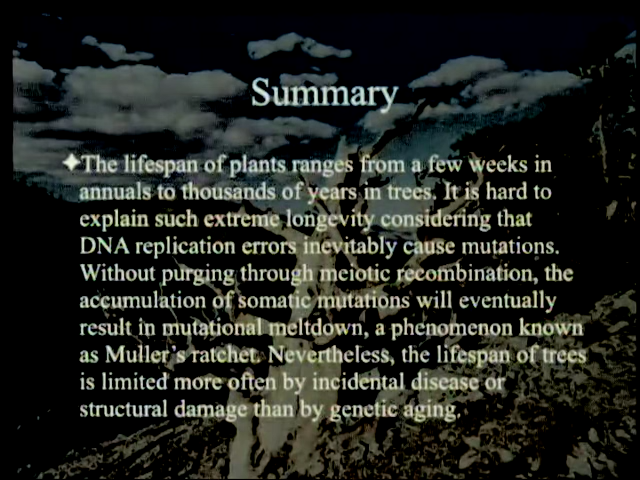 Summary
The lifespan of plants ranges from a few weeks in
annuals to thousands of years in trees. It is hard to
explain such extreme longevity considering that
DNA replication errors inevitably cause mutations.
Without purging through meiotic recombination, the
accumulation of somatic mutations will eventually
result in mutational meltdown, a phenomenon known
as Muller's ratchet. Nevertheless, the lifespan of trees
is limited more often by incidental disease or
structural damage than by genetic aging.